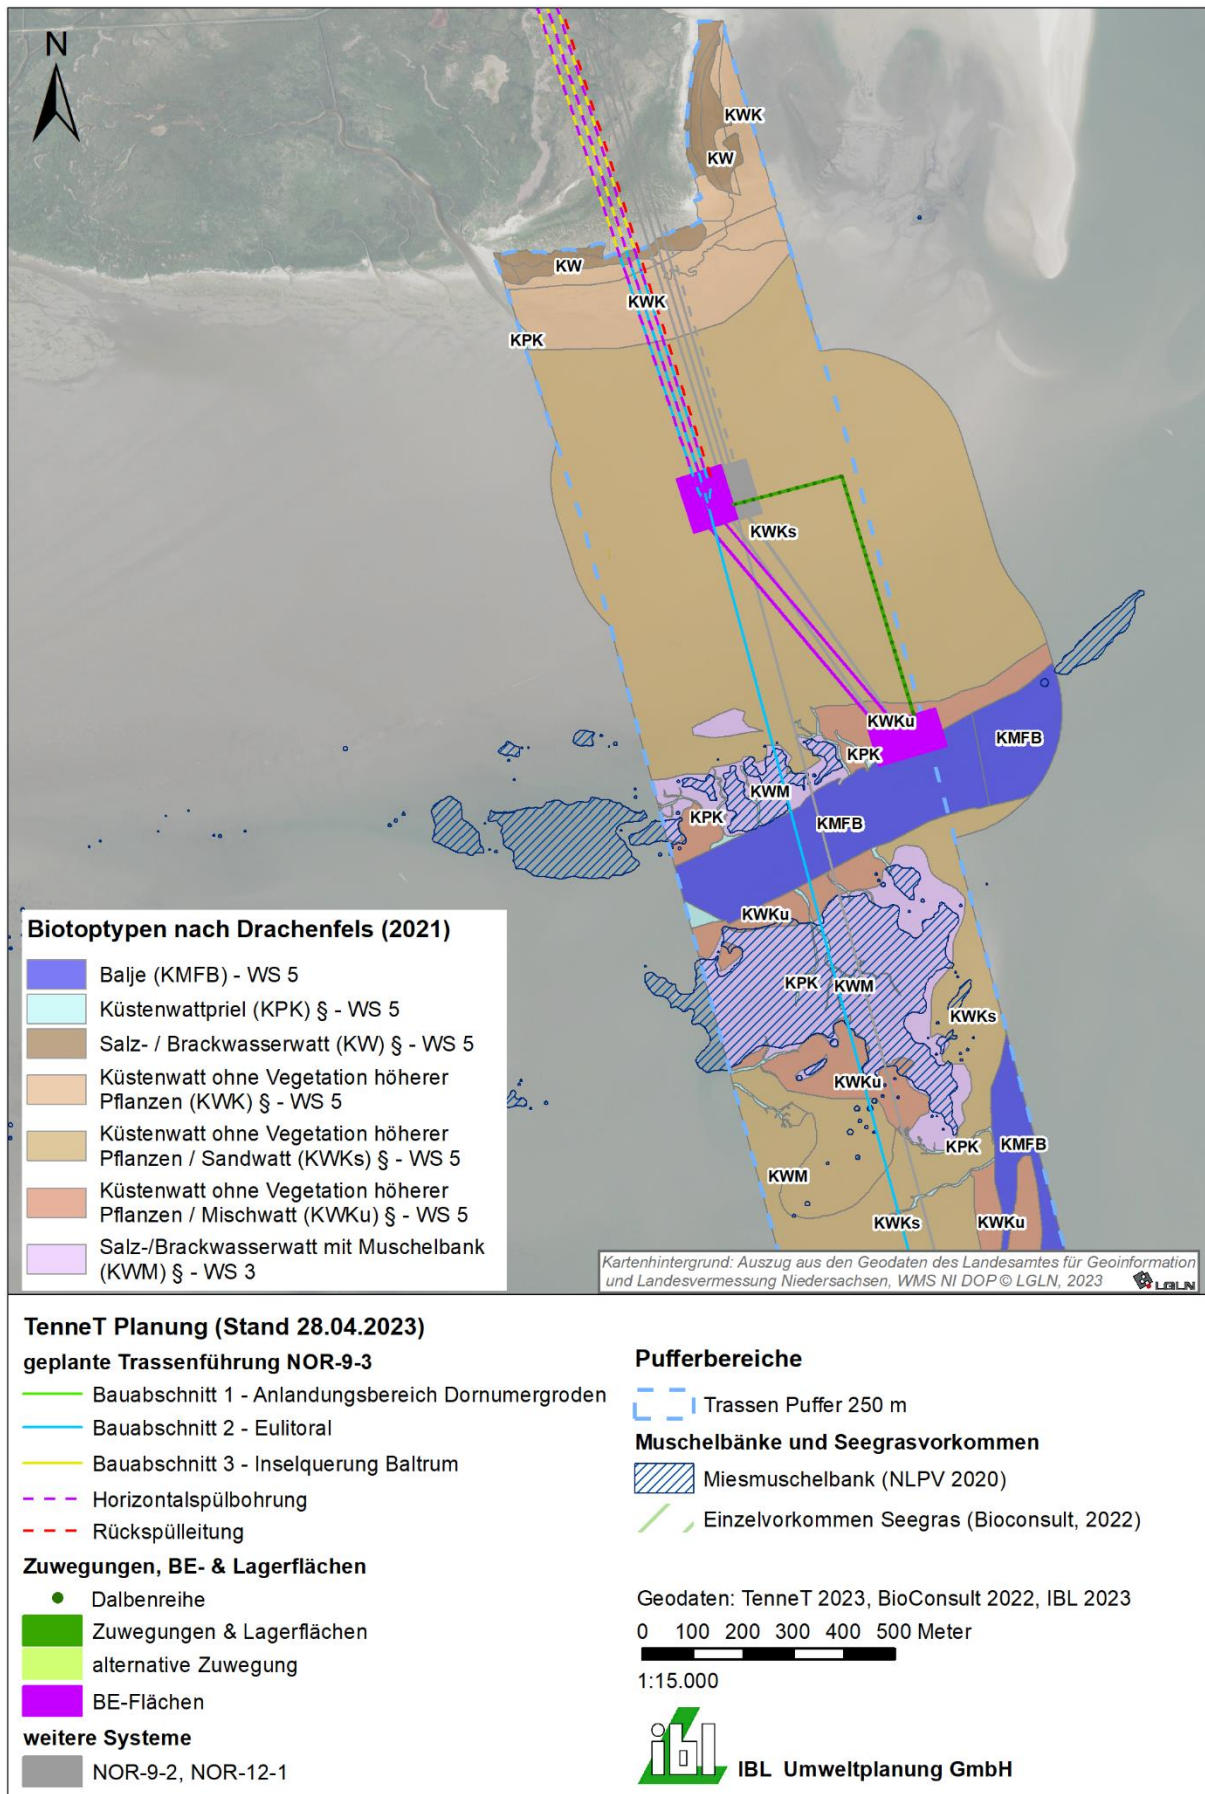 N
KWK
KW
KW
KWK
KPK
KWKs
KWKu
KPK
KMFB
KWM
KPK
KMFB
KWKu
KPK
KWM
KWKs
KWKu
KPK
KMFB
KWM
KWKs
KWKu
Biotoptypen nach Drachenfels (2021)
Balje (KMFB) - WS 5
Küstenwattpriel (KPK) § - WS 5
Salz- / Brackwasserwatt (KW) § - WS 5
Küstenwatt ohne Vegetation höherer
Pflanzen (KWK) § - WS 5
Küstenwatt ohne Vegetation höherer
Pflanzen / Sandwatt (KWKs) § - WS 5
Küstenwatt ohne Vegetation höherer
Pflanzen / Mischwatt (KWKu) § - WS 5
Salz-/Brackwasserwatt mit Muschelbank
(KWM) § - WS 3
Kartenhintergrund: Auszug aus den Geodaten des Landesamtes für Geoinformation
und Landesvermessung Niedersachsen, WMS NI DOP © LGLN, 2023
LGLN
TenneT Planung (Stand 28.04.2023)
geplante Trassenführung NOR-9-3
Bauabschnitt 1 - Anlandungsbereich Dornumergroden
Bauabschnitt 2 - Eulitoral
Bauabschnitt 3 - Inselquerung Baltrum
Horizontalspülbohrung
Rückspülleitung
Zuwegungen, BE- & Lagerflächen
Dalbenreihe
Zuwegungen & Lagerflächen
alternative Zuwegung
BE-Flächen
weitere Systeme
NOR-9-2, NOR-12-1
Pufferbereiche
Trassen Puffer 250 m
Muschelbänke und Seegrasvorkommen
Miesmuschelbank (NLPV 2020)
Einzelvorkommen Seegras (Bioconsult, 2022)
Geodaten: TenneT 2023, BioConsult 2022, IBL 2023
0 100 200 300 400 500 Meter
1:15.000
ibl IBL Umweltplanung GmbH